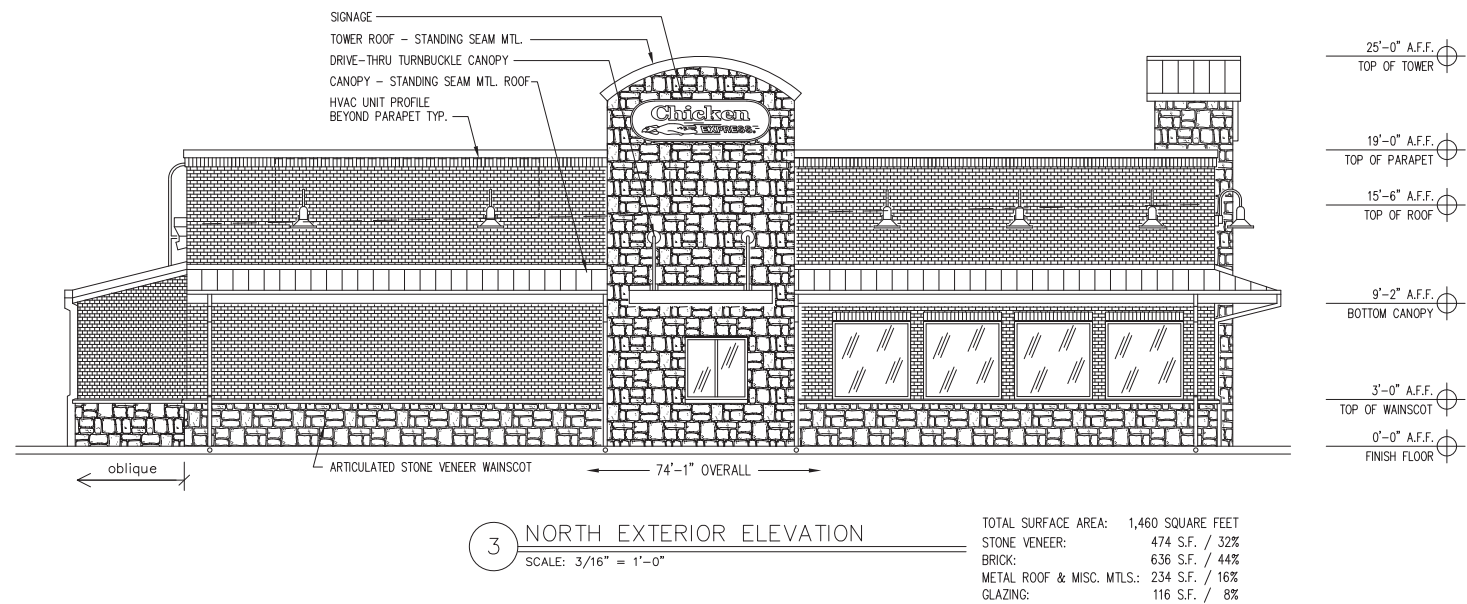 SIGNAGE
TOWER ROOF – STANDING SEAM MTL.
DRIVE–THRU TURNBUCKLE CANOPY
CANOPY – STANDING SEAM MTL. ROOF
HVAC UNIT PROFILE
BEYOND PARAPET TYP.
Chicken
EXPRESS
25'–0" A.F.F.
TOP OF TOWER
19'–0" A.F.F.
TOP OF PARAPET
15'–6" A.F.F.
TOP OF ROOF
9'–2" A.F.F.
BOTTOM CANOPY
3'–0" A.F.F.
TOP OF WAINSCOT
0'–0" A.F.F.
FINISH FLOOR
oblique
ARTICULATED STONE VENEER WAINSCOT
74'–1" OVERALL
3 NORTH EXTERIOR ELEVATION
SCALE: 3/16" = 1'–0"
TOTAL SURFACE AREA: 1,460 SQUARE FEET
STONE VENEER: 474 S.F. / 32%
BRICK: 636 S.F. / 44%
METAL ROOF & MISC. MTLS.: 234 S.F. / 16%
GLAZING: 116 S.F. / 8%